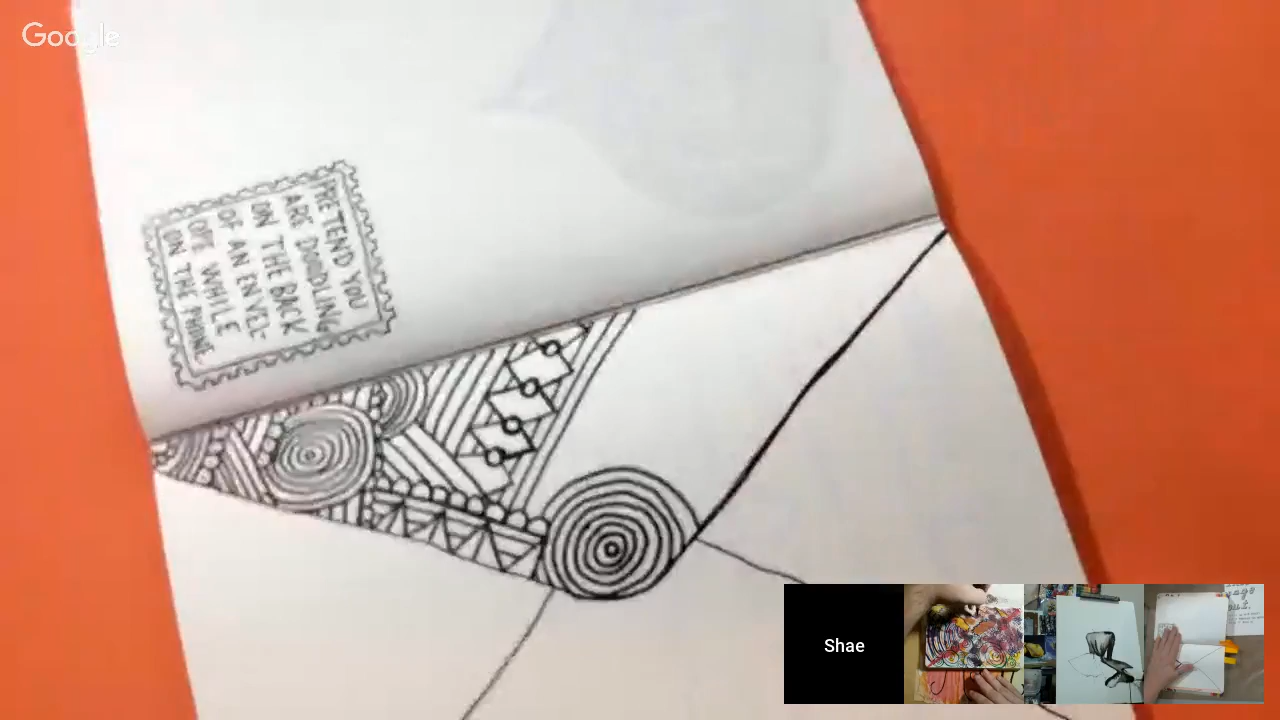 Google
PRETEND YOU
ARE DOODLING
ON THE BACK
OF AN ENVEL-
OPE WHILE
ON THE PHONE.
Shae